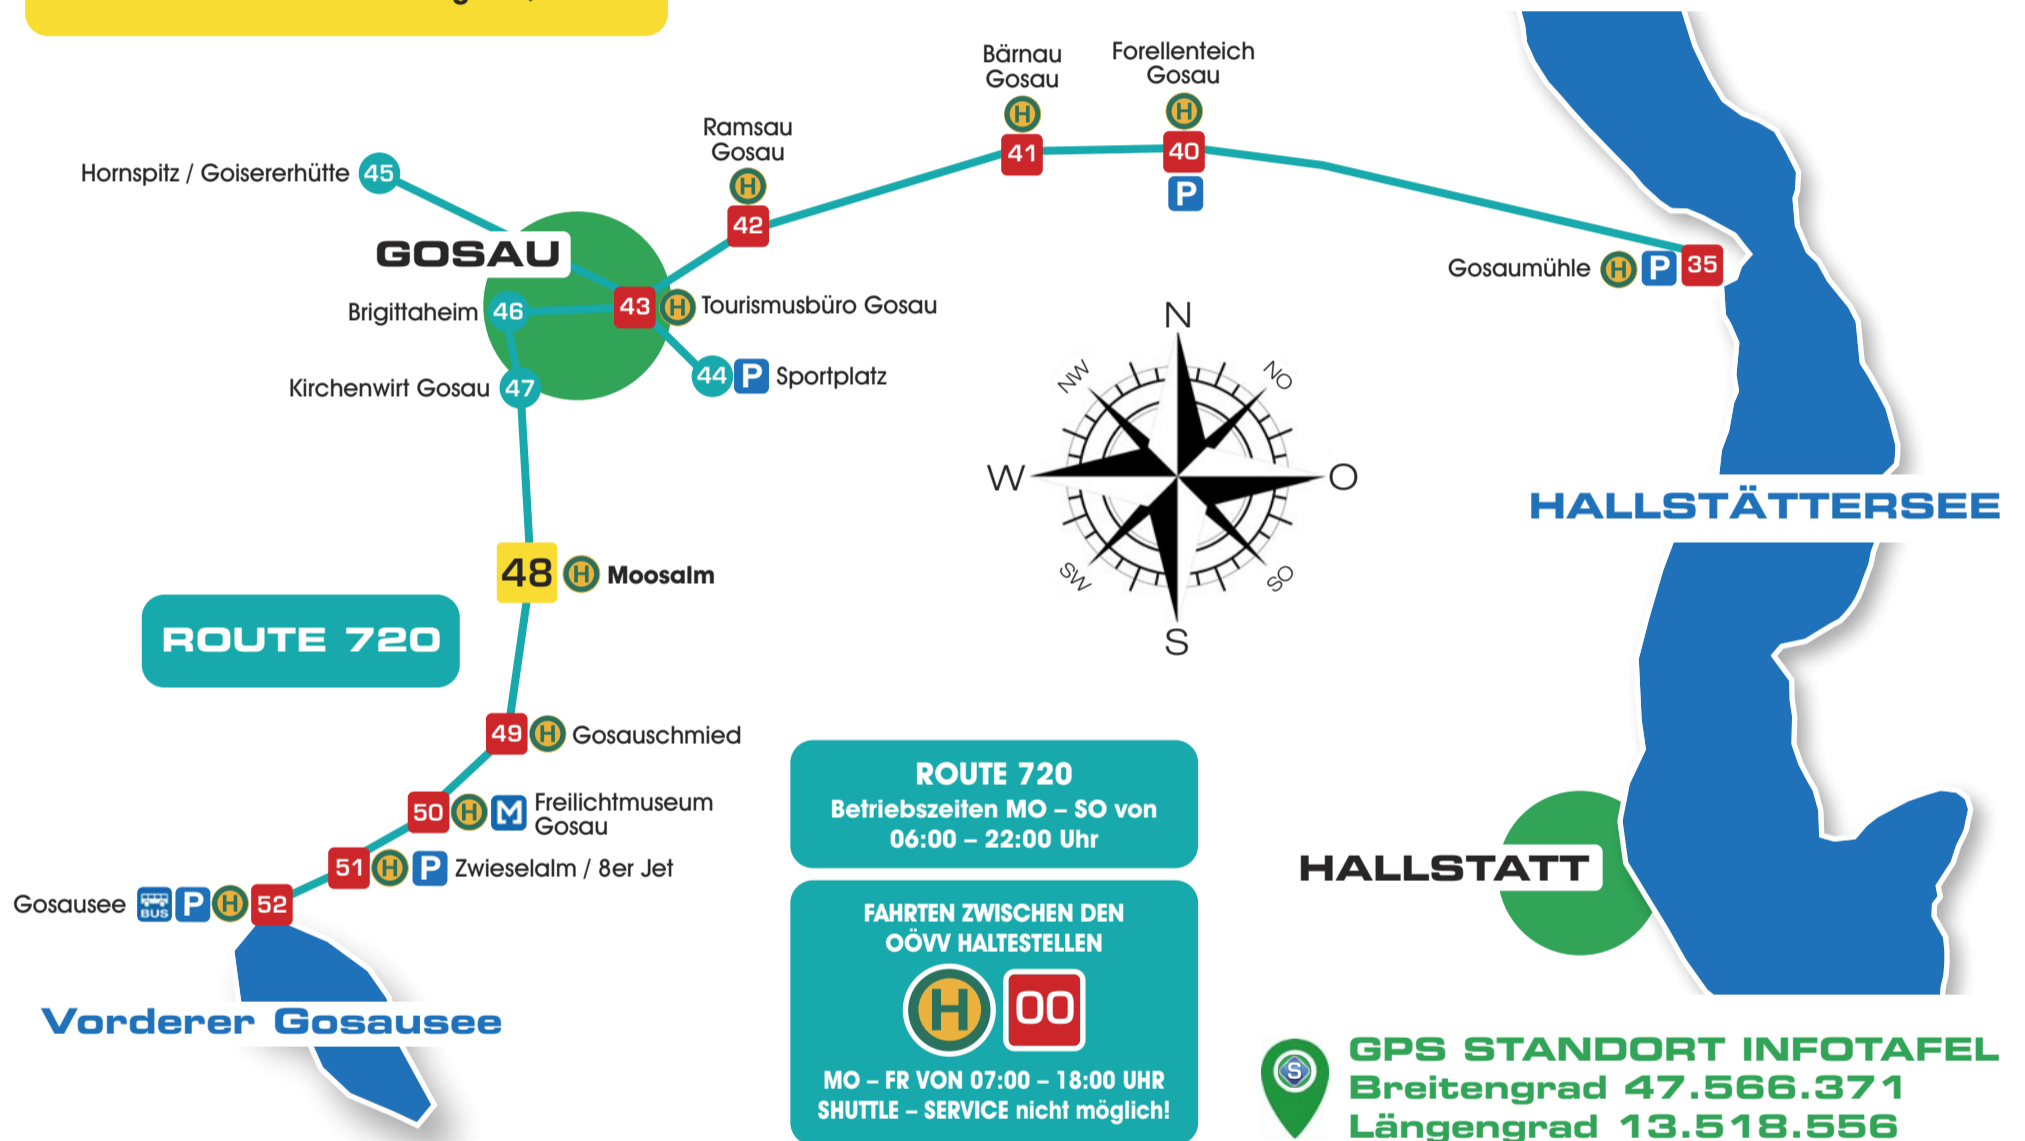 Bärnau
Gosau
H
41
Forellenteich
Gosau
H
40
P
Ramsau
Gosau
H
42
Hornspitz / Goisererhütte 45
GOSAU
Gosaumühle H P 35
Brigittaheim 46
43 H Tourismusbüro Gosau
Kirchenwirt Gosau 47
44 P Sportplatz
N
NW
NO
W
O
SW
SO
S
HALLSTÄTTERSEE
48 H Moosalm
ROUTE 720
49 H Gosauschmied
50 H M Freilichtmuseum
Gosau
51 H P Zwieselalm / 8er Jet
Gosausee BUS P H 52
Vorderer Gosausee
ROUTE 720
Betriebszeiten MO – SO von
06:00 – 22:00 Uhr
FAHRTEN ZWISCHEN DEN
OÖVV HALTESTELLEN
H 00
MO – FR VON 07:00 – 18:00 UHR
SHUTTLE – SERVICE nicht möglich!
HALLSTATT
S
GPS STANDORT INFOTAFEL
Breitengrad 47.566.371
Längengrad 13.518.556